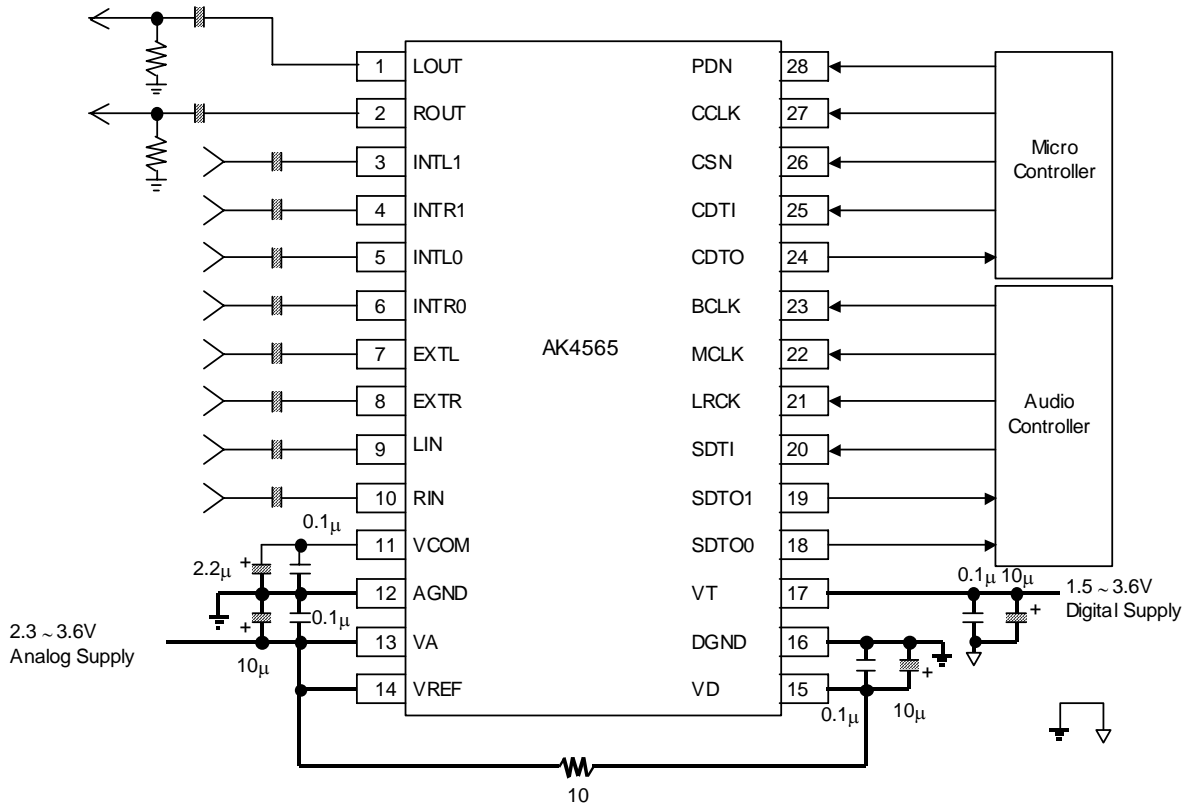 1 LOUT
2 ROUT
3 INTL1
4 INTR1
5 INTL0
6 INTR0
7 EXTL
8 EXTR
9 LIN
10 RIN
11 VCOM
12 AGND
13 VA
14 VREF
AK4565
PDN 28
CCLK 27
CSN 26
CDTI 25
CDTO 24
BCLK 23
MCLK 22
LRCK 21
SDTI 20
SDTO1 19
SDTO0 18
VT 17
DGND 16
VD 15
Micro
Controller
Audio
Controller
0.1μ
2.2μ +
0.1μ
+
10μ
2.3 ~ 3.6V
Analog Supply
0.1μ 10μ
+
1.5 ~ 3.6V
Digital Supply
+
0.1μ
10μ
10